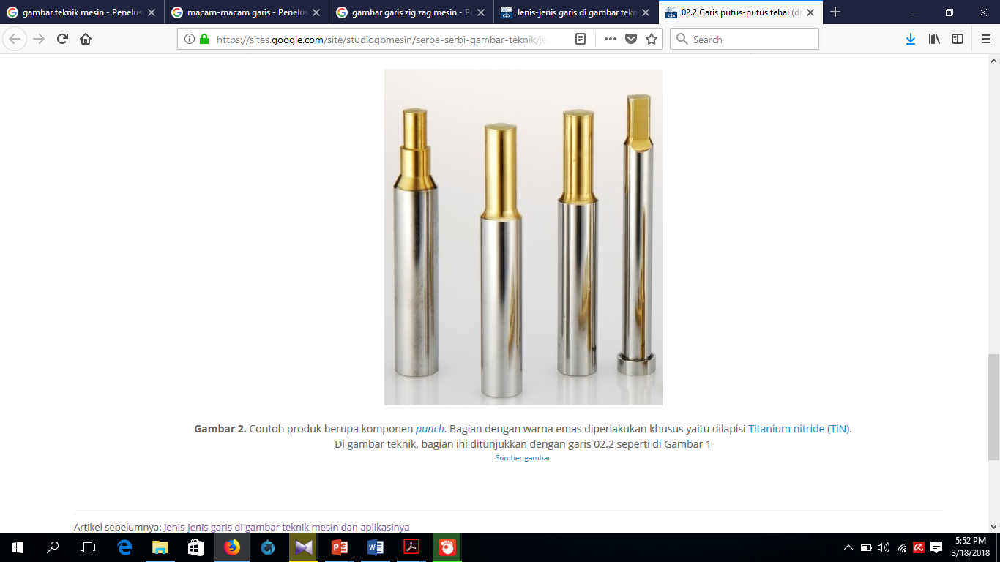 gambar teknik mesin - Penelus
macam-macam garis - Penelus
gambar garis zig zag mesin - Pe
Jenis-jenis garis di gambar tekn
02.2 Garis putus-putus tebal (da
https://sites.google.com/site/studiogbmesin/serba-serbi-gambar-teknik/je
Search
Gambar 2. Contoh produk berupa komponen punch. Bagian dengan warna emas diperlakukan khusus yaitu dilapisi Titanium nitride (TiN).
Di gambar teknik, bagian ini ditunjukkan dengan garis 02.2 seperti di Gambar 1
Sumber gambar
Artikel sebelumnya: Jenis-jenis garis di gambar teknik mesin dan aplikasinya
5:52 PM
3/18/2018